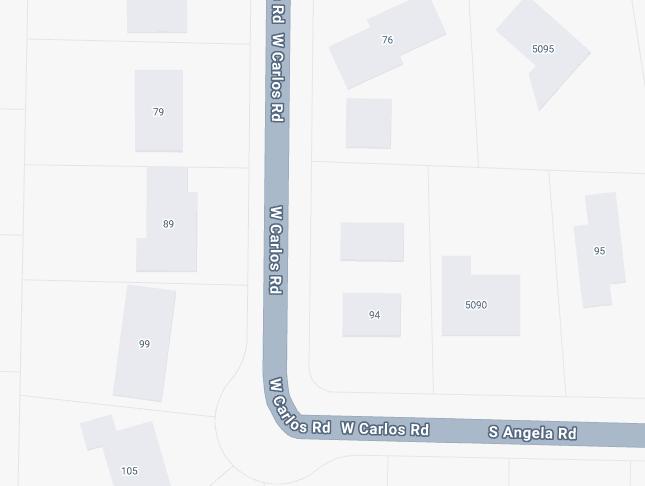 Rd W Carlos Rd
76
5095
79
W Carlos Rd
89
95
94
5090
99
W Carlos Rd
W Carlos Rd
S Angela Rd
105